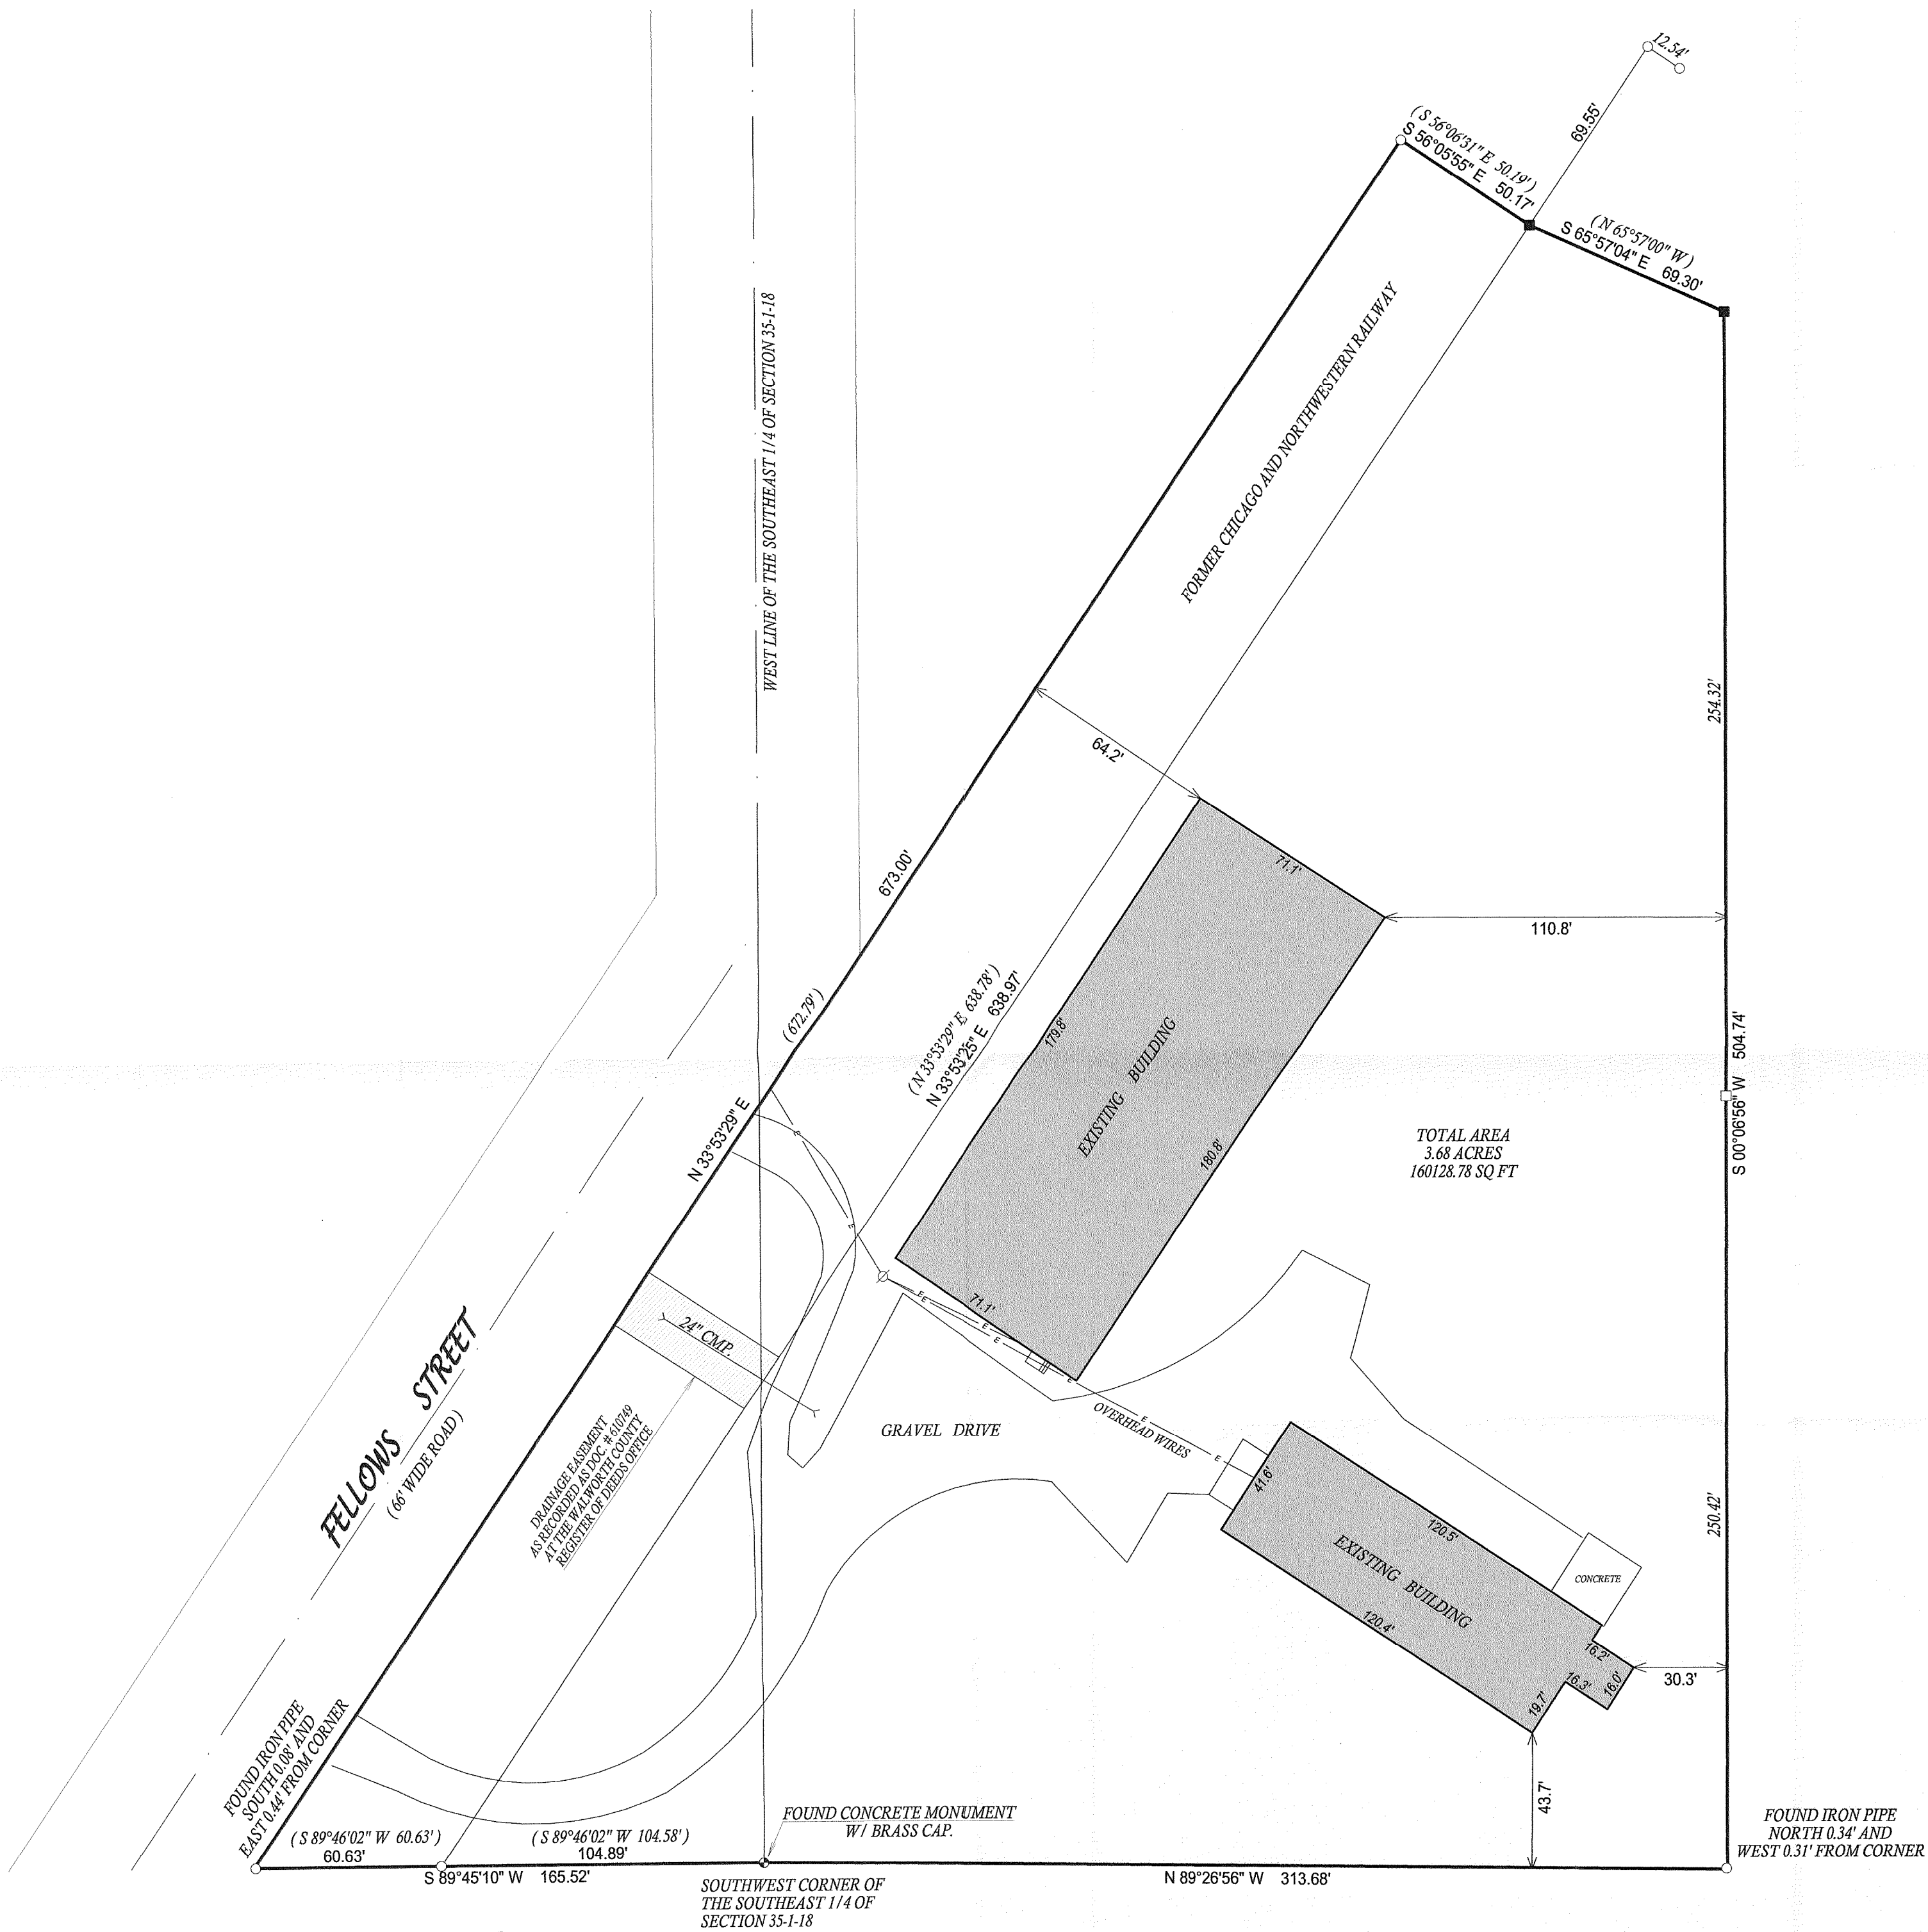 12.54'
69.55'
( S 56°06'31" E 50.19' )
S 56°05'55" E 50.17'
( N 65°57'00" W )
S 65°57'04" E 69.30'
WEST LINE OF THE SOUTHEAST 1/4 OF SECTION 35-1-18
FORMER CHICAGO AND NORTHWESTERN RAILWAY
254.32'
64.2'
71.1'
673.00'
110.8'
( 672.79' )
( N 33°53'29" E 638.78' )
N 33°53'25" E 638.97'
179.8'
EXISTING BUILDING
180.8'
S 00°06'56" W 504.74'
N 33°53'29" E
TOTAL AREA
3.68 ACRES
160128.78 SQ FT
E
E
E
E
71.1'
E
E
E
E
E
E
24" CMP.
FELLOWS STREET
( 66' WIDE ROAD )
DRAINAGE EASEMENT
AS RECORDED AS DOC. # 610749
AT THE WALWORTH COUNTY
REGISTER OF DEEDS OFFICE
GRAVEL DRIVE
OVERHEAD WIRES
41.6'
120.5'
250.42'
EXISTING BUILDING
CONCRETE
120.4'
16.2'
16.3'
16.0'
19.7'
30.3'
43.7'
FOUND IRON PIPE
SOUTH 0.08' AND
EAST 0.44' FROM CORNER
( S 89°46'02" W 60.63' )
60.63'
( S 89°46'02" W 104.58' )
104.89'
S 89°45'10" W 165.52'
FOUND CONCRETE MONUMENT
W/ BRASS CAP.
SOUTHWEST CORNER OF
THE SOUTHEAST 1/4 OF
SECTION 35-1-18
N 89°26'56" W 313.68'
FOUND IRON PIPE
NORTH 0.34' AND
WEST 0.31' FROM CORNER